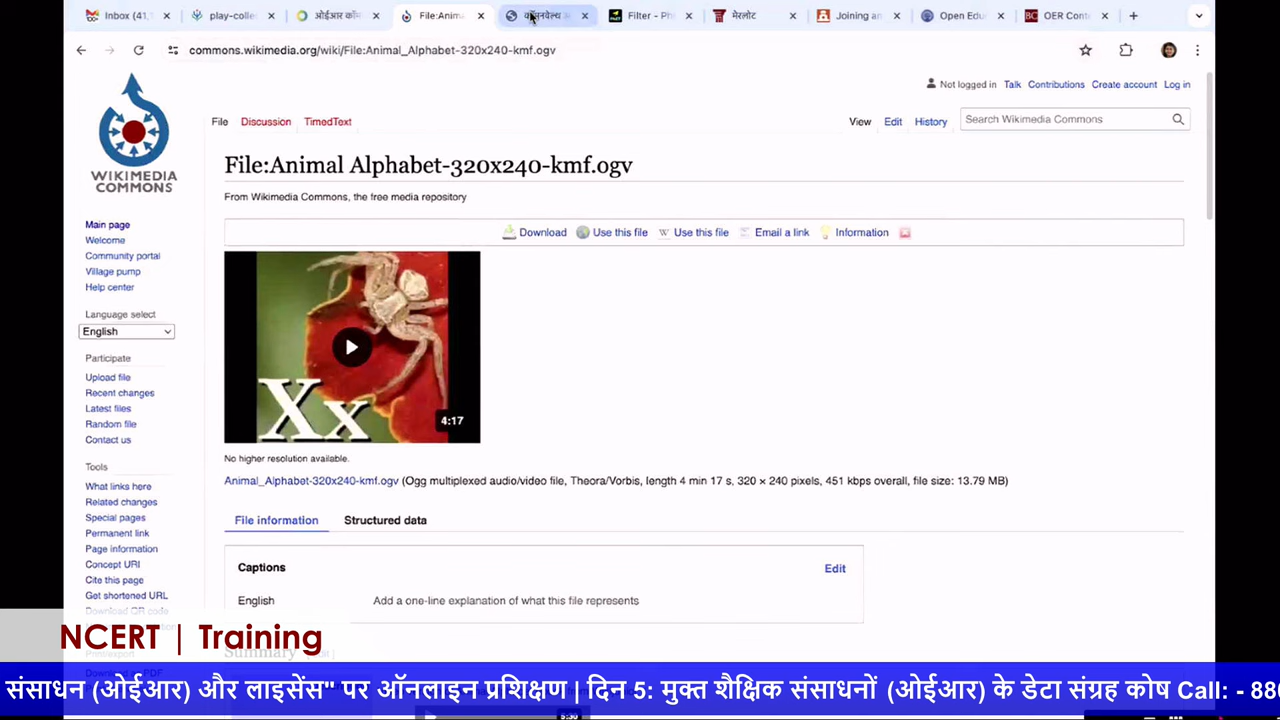 Inbox (41, play-colle ओईआर कॉम File:Anima कॉमनवेल्थ Filter - Ph मेरलोट Joining an Open Edu OER Cont
commons.wikimedia.org/wiki/File:Animal_Alphabet-320x240-kmf.ogv
Not logged in Talk Contributions Create account Log in
File Discussion TimedText View Edit History Search Wikimedia Commons
WIKIMEDIA
COMMONS
File:Animal Alphabet-320x240-kmf.ogv
From Wikimedia Commons, the free media repository
Main page
Welcome
Community portal
Village pump
Help center
Download Use this file Use this file Email a link Information
Xx
4:17
Language select
English
Participate
Upload file
Recent changes
Latest files
Random file
Contact us
No higher resolution available.
Animal_Alphabet-320x240-kmf.ogv (Ogg multiplexed audio/video file, Theora/Vorbis, length 4 min 17 s, 320 × 240 pixels, 451 kbps overall, file size: 13.79 MB)
Tools
What links here
Related changes
Special pages
Permanent link
Page information
Concept URI
Cite this page
Get shortened URL
Download QR code
File information Structured data
Captions Edit
English Add a one-line explanation of what this file represents
NCERT | Training
Summary
संसाधन (ओईआर) और लाइसेंस" पर ऑनलाइन प्रशिक्षण | दिन 5: मुक्त शैक्षिक संसाधनों (ओईआर) के डेटा संग्रह कोष Call: - 880